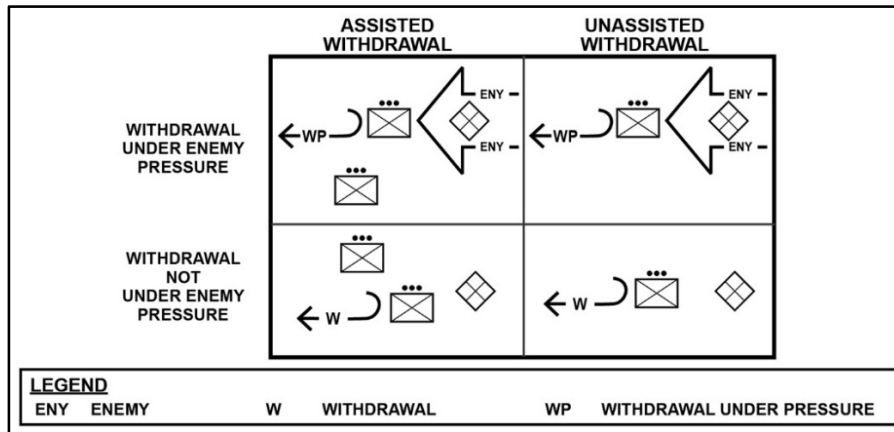 ASSISTED
WITHDRAWAL
UNASSISTED
WITHDRAWAL
WITHDRAWAL
UNDER ENEMY
PRESSURE
ENY
WP
ENY
ENY
WP
ENY
WITHDRAWAL
NOT
UNDER ENEMY
PRESSURE
W
W
LEGEND
ENY ENEMY W WITHDRAWAL WP WITHDRAWAL UNDER PRESSURE